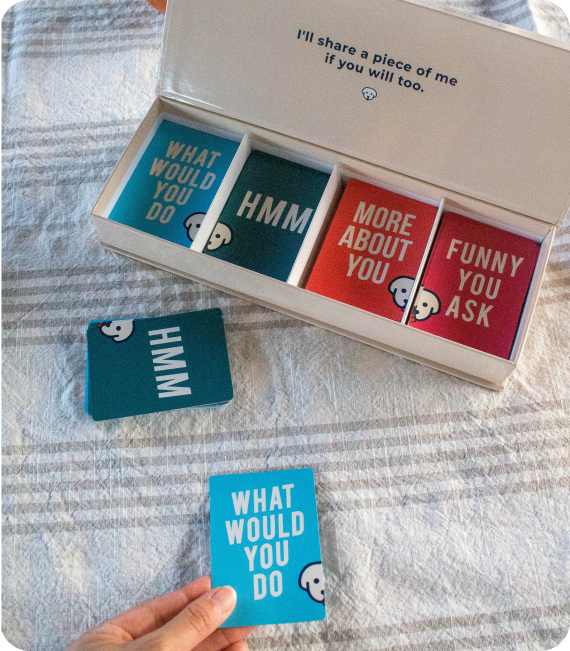 I'll share a piece of me
if you will too.
WHAT
WOULD
YOU
DO
HMM
MORE
ABOUT
YOU
FUNNY
YOU
ASK
HMM
WHAT
WOULD
YOU
DO